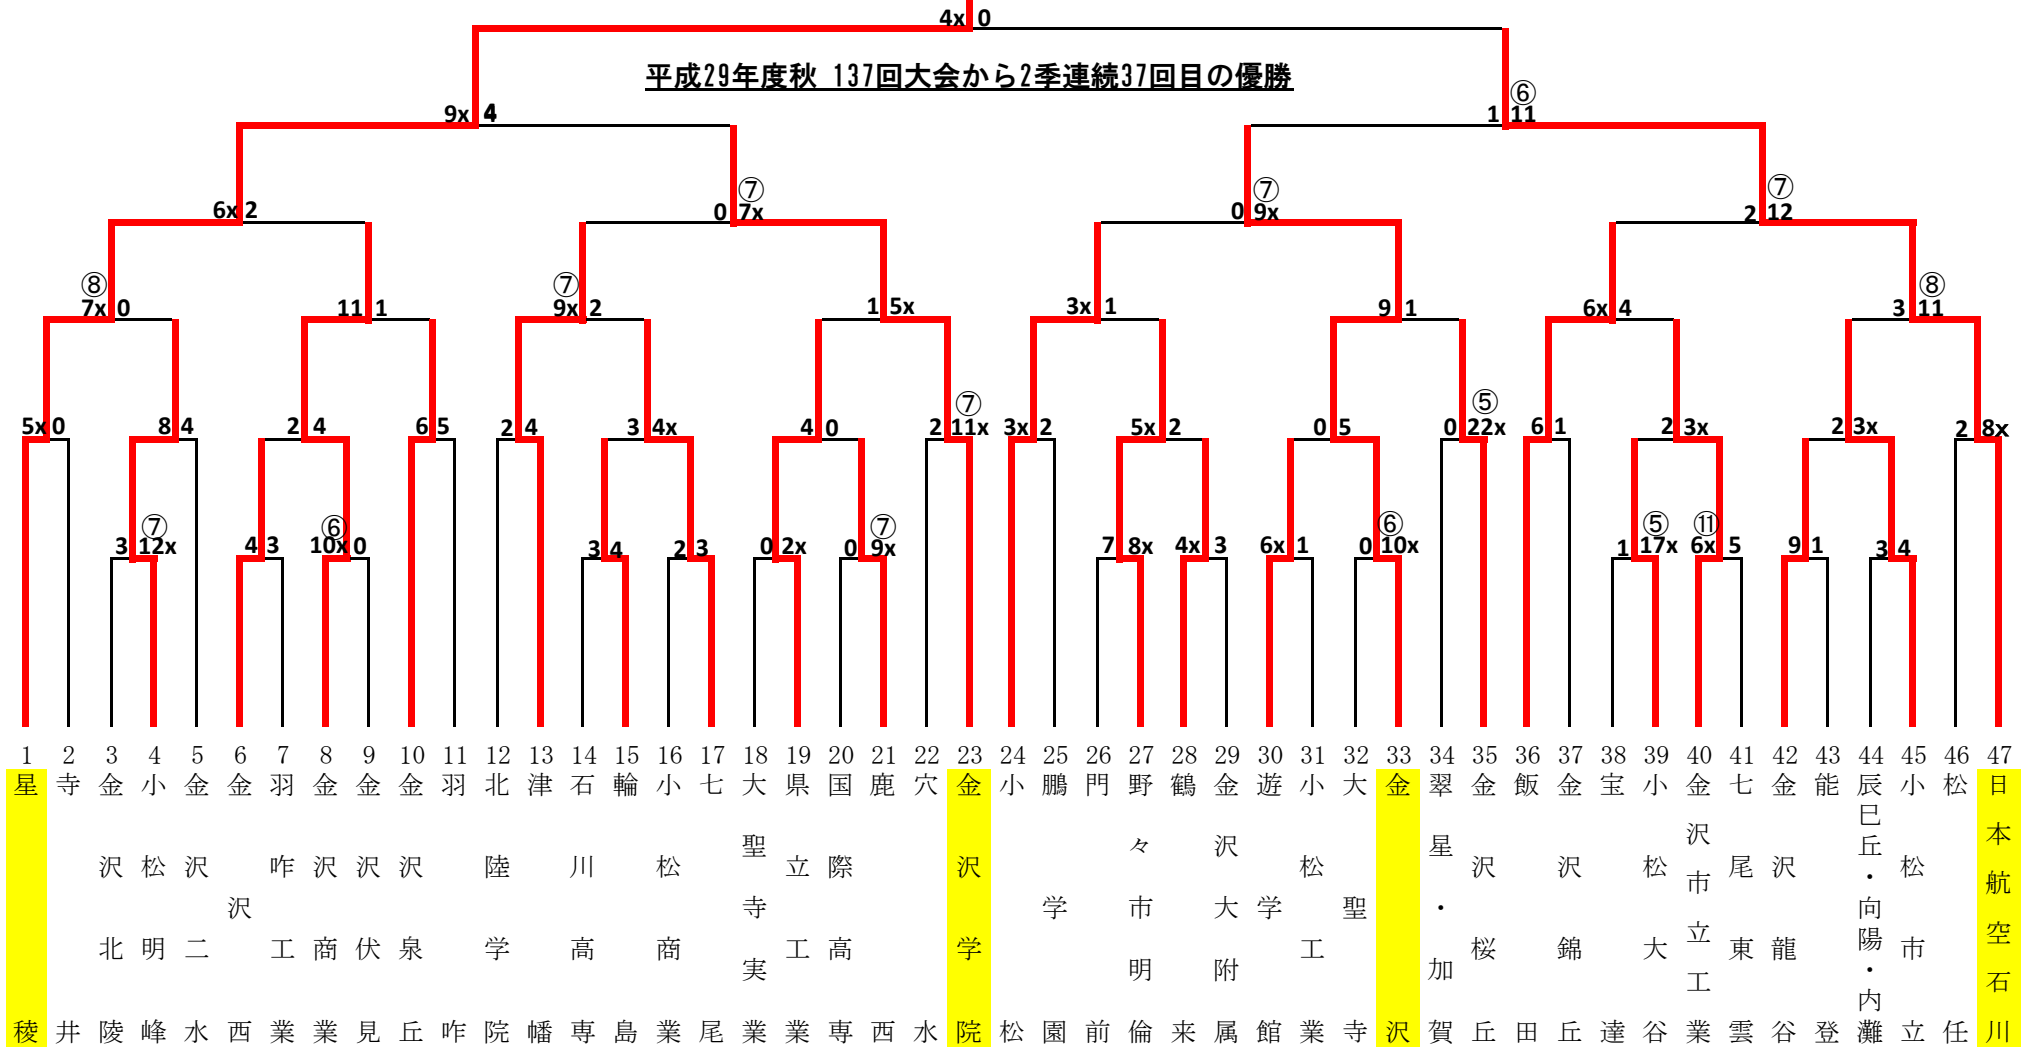 4x 0
平成29年度秋 137回大会から2季連続37回目の優勝
⑥
9x 4 1 11
⑦ ⑦ ⑦
6x 2 0 7x 0 9x 2 12
⑧ ⑦ ⑧
7x 0 11 1 9x 2 1 5x 3x 1 9 1 6x 4 3 11
⑦ ⑤
5x 0 8 4 2 4 6 5 2 4 3 4x 4 0 2 11x 3x 2 5x 2 0 5 0 22x 6 1 2 3x 2 3x 2 8x
⑦ ⑥ ⑦ ⑥ ⑤ ⑪
3 12x 4 3 10x 0 3 4 2 3 0 2x 0 9x 7 8x 4x 3 6x 1 0 10x 1 17x 6x 5 9 1 3 4
1 星稜
2 寺井
3 金沢北陵
4 小松明峰
5 金沢二水
6 金沢西
7 羽咋工業
8 金沢商業
9 金沢伏見
10 金沢泉丘
11 羽咋
12 北陸学院
13 津幡
14 石川高専
15 輪島
16 小松商業
17 七尾
18 大聖寺実業
19 県立工業
20 国際高専
21 鹿西
22 穴水
23 金沢学院
24 小松
25 鵬学園
26 門前
27 野々市明倫
28 鶴来
29 金沢大附属
30 遊学館
31 小松工業
32 大聖寺
33 金沢
34 翠星・加賀
35 金沢桜丘
36 飯田
37 金沢錦丘
38 宝達
39 小松大谷
40 金沢市立工業
41 七尾東雲
42 金沢龍谷
43 能登
44 辰巳丘・向陽・内灘
45 小松市立
46 松任
47 日本航空石川